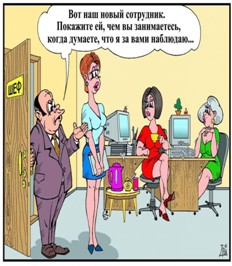 Вот наш новый сотрудник.
Покажите ей, чем вы занимаетесь,
когда думаете, что я за вами наблюдаю...
ШЕФ